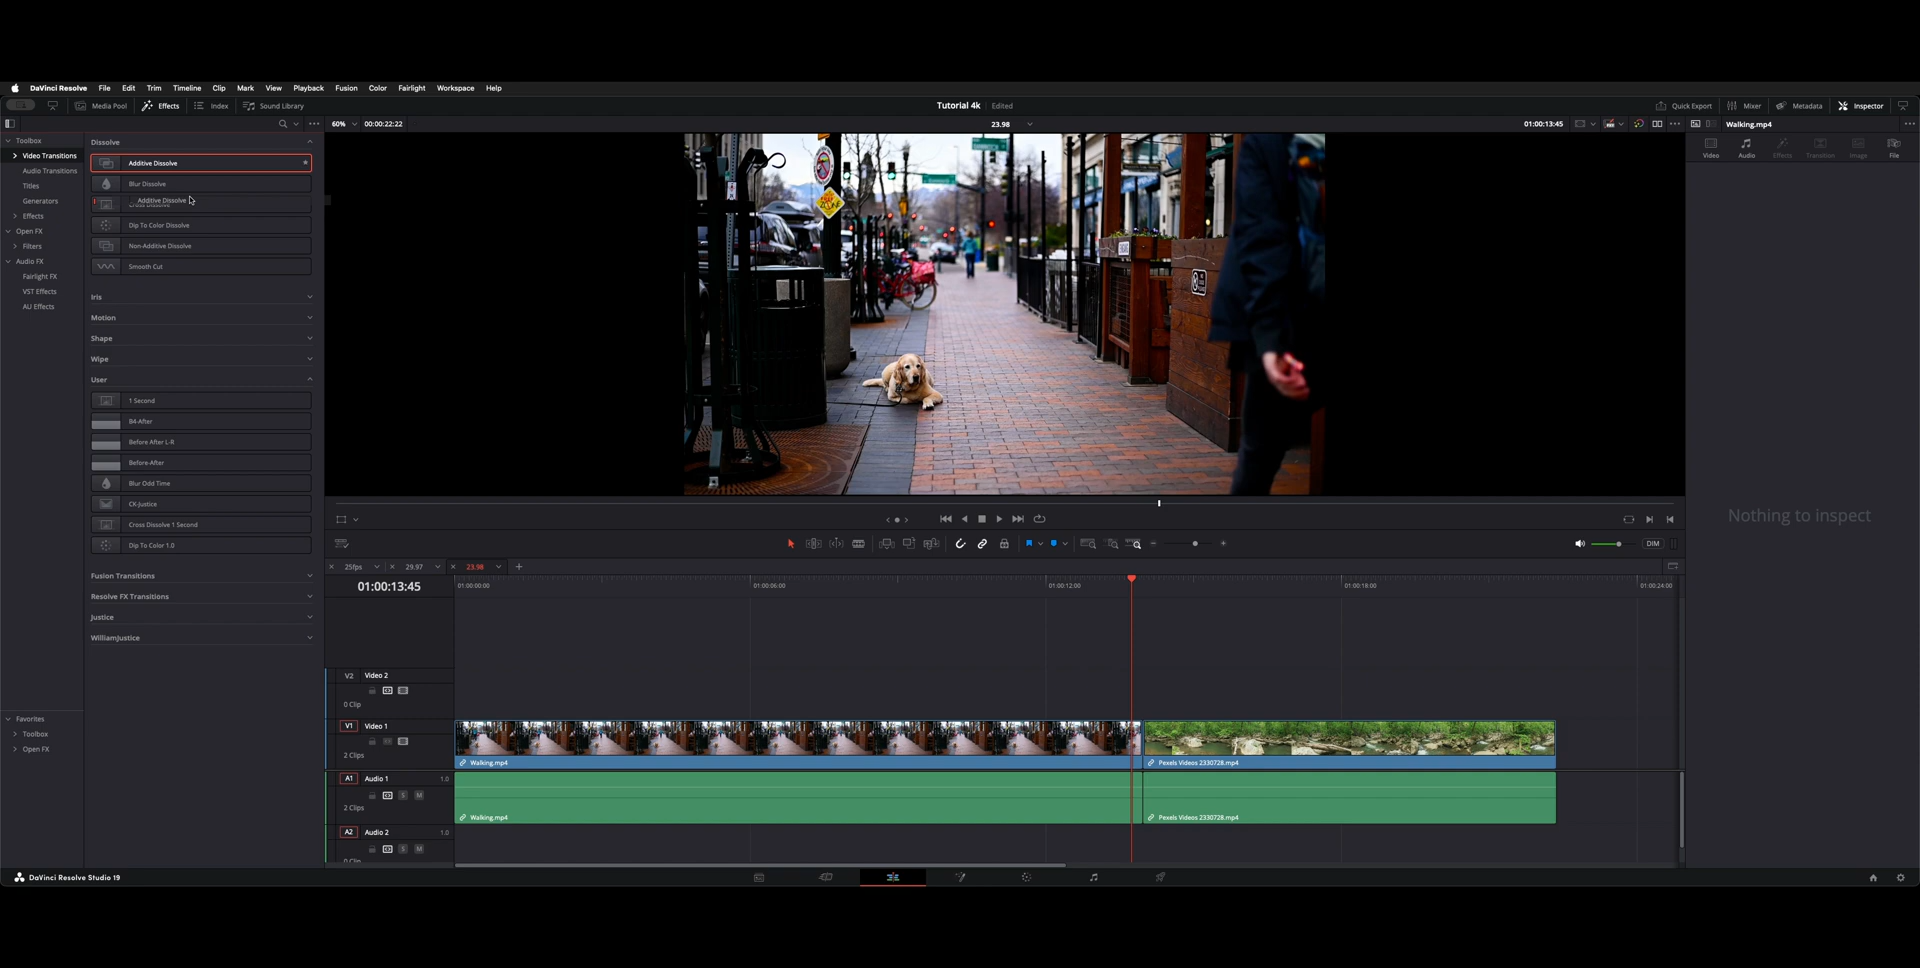 DaVinci Resolve File Edit Trim Timeline Clip Mark View Playback Fusion Color Fairlight Workspace Help
Media Pool Effects Index Sound Library Tutorial 4k Edited Quick Export Mixer Metadata Inspector
60% 00:00:22:22 23.98 01:00:13:45 Walking.mp4
Toolbox
Video Transitions
Audio Transitions
Titles
Generators
Effects
Open FX
Filters
Audio FX
Fairlight FX
VST Effects
AU Effects
Favorites
Toolbox
Open FX
Dissolve
Additive Dissolve
Blur Dissolve
Additive Dissolve
Dip To Color Dissolve
Non-Additive Dissolve
Smooth Cut
Iris
Motion
Shape
Wipe
User
1 Second
B4-After
Before After L-R
Before-After
Blur Odd Time
CK-Justice
Cross Dissolve 1 Second
Dip To Color 1.0
Fusion Transitions
Resolve FX Transitions
Justice
WilliamJustice
Video Audio Effects Transition Image File
Nothing to inspect
DIM
25fps 29.97 23.98
01:00:13:45
01:00:00:00 01:00:06:00 01:00:12:00 01:00:18:00 01:00:24:00
V2 Video 2
0 Clip
V1 Video 1
2 Clips
Walking.mp4 Pexels Videos 2330728.mp4
A1 Audio 1 1.0
S M
2 Clips
Walking.mp4 Pexels Videos 2330728.mp4
A2 Audio 2 1.0
S M
0 Clip
DaVinci Resolve Studio 19